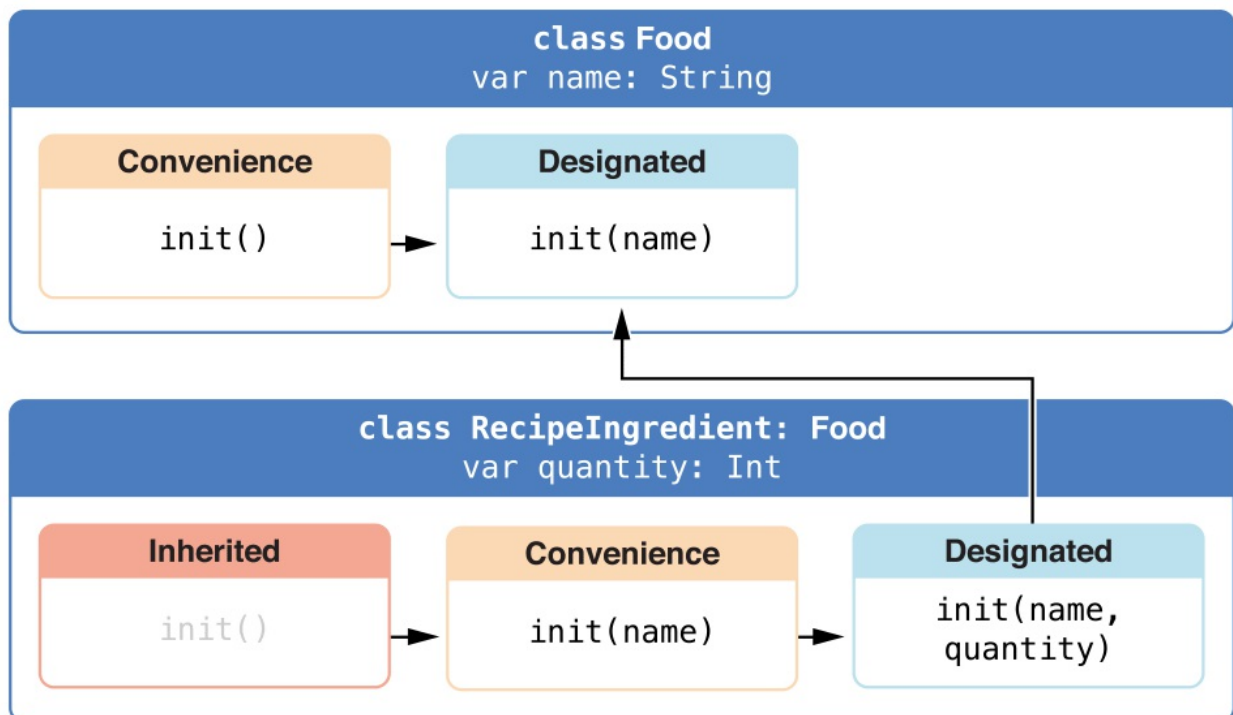 class Food
var name: String
Convenience
Designated
init()
init(name)
class RecipeIngredient: Food
var quantity: Int
Inherited
Convenience
Designated
init()
init(name)
init(name,
quantity)